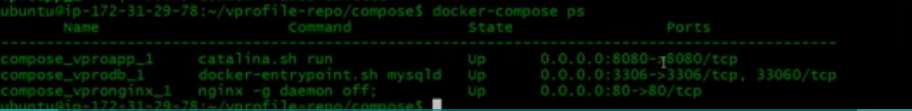 ubuntu@ip-172-31-29-78:~/vprofile-repo/compose$ docker-compose ps
Name Command State Ports
--------------------------------------------------------------------------------
compose_vproapp_1 catalina.sh run Up 0.0.0.0:8080->8080/tcp
compose_vprodb_1 docker-entrypoint.sh mysqld Up 0.0.0.0:3306->3306/tcp, 33060/tcp
compose_vpronginx_1 nginx -g daemon off; Up 0.0.0.0:80->80/tcp
ubuntu@ip-172-31-29-78:~/vprofile-repo/compose$